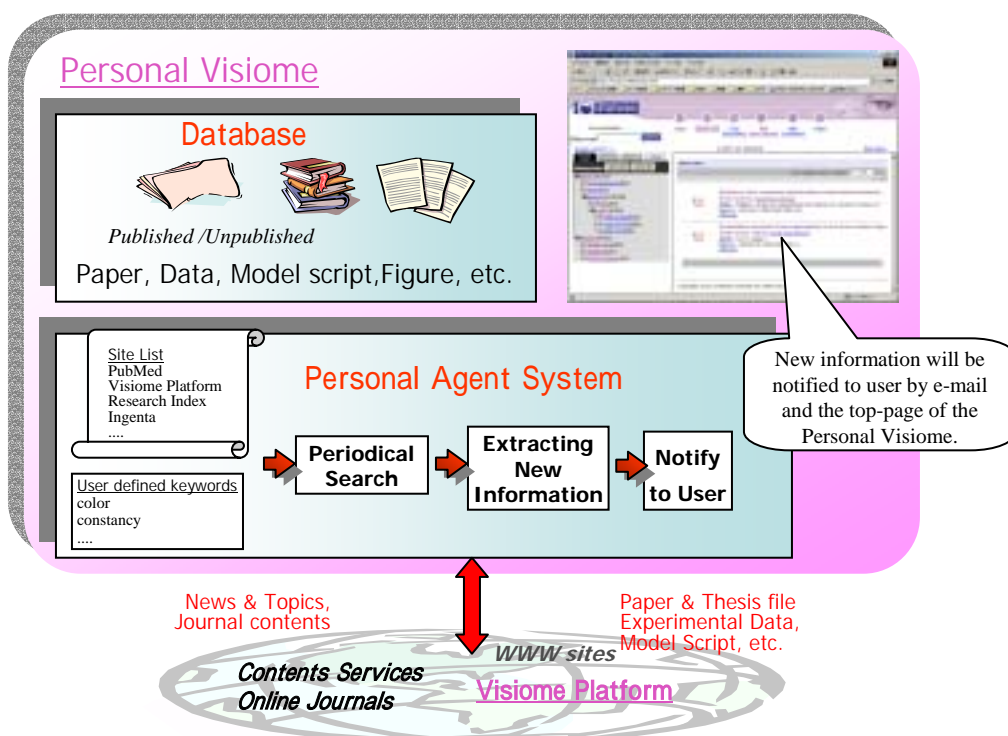 Personal Visiome
Database
Published /Unpublished
Paper, Data, Model script,Figure, etc.
Site List
PubMed
Visiome Platform
Research Index
Ingenta
....
User defined keywords
color
constancy
....
Personal Agent System
Periodical
Search
Extracting
New
Information
Notify
to User
New information will be
notified to user by e-mail
and the top-page of the
Personal Visiome.
News & Topics,
Journal contents
Paper & Thesis file
Experimental Data,
Model Script, etc.
WWW sites
Contents Services
Online Journals
Visiome Platform